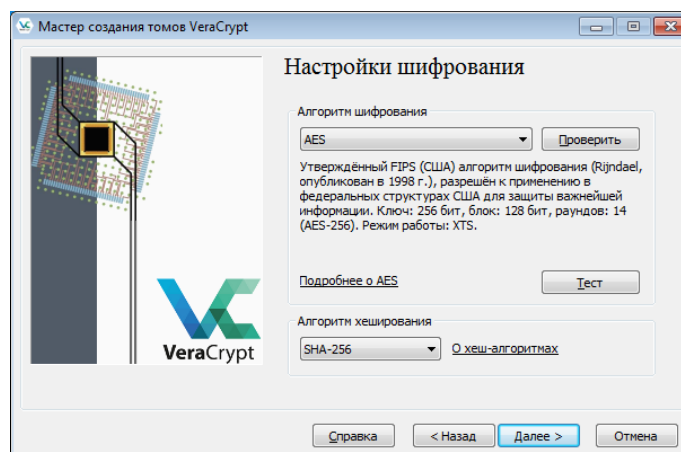 Мастер создания томов VeraCrypt
Настройки шифрования
Алгоритм шифрования
AES
Проверить
Утверждённый FIPS (США) алгоритм шифрования (Rijndael,
опубликован в 1998 г.), разрешён к применению в
федеральных структурах США для защиты важнейшей
информации. Ключ: 256 бит, блок: 128 бит, раундов: 14
(AES-256). Режим работы: XTS.
Подробнее о AES
Тест
Алгоритм хеширования
SHA-256
О хеш-алгоритмах
VeraCrypt
Справка
< Назад
Далее >
Отмена